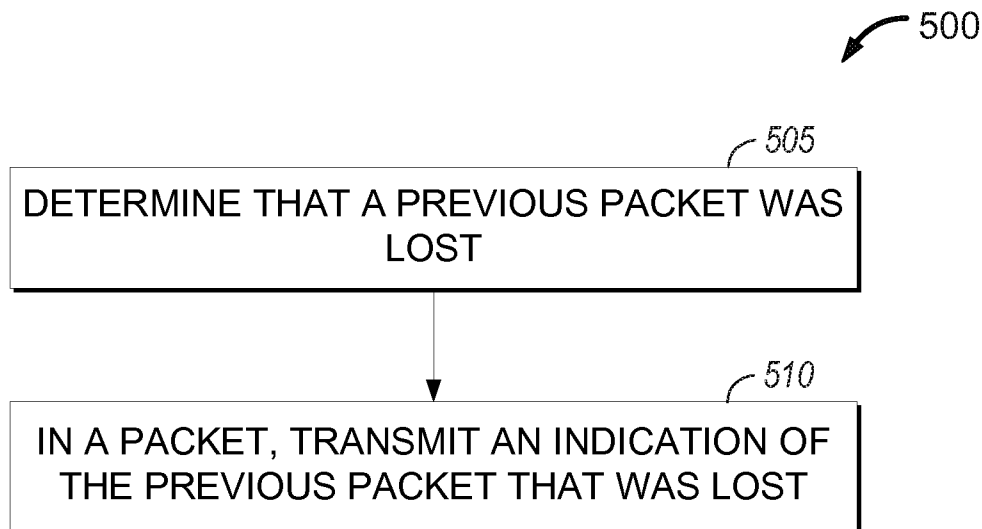 500
505
DETERMINE THAT A PREVIOUS PACKET WAS
LOST
510
IN A PACKET, TRANSMIT AN INDICATION OF
THE PREVIOUS PACKET THAT WAS LOST